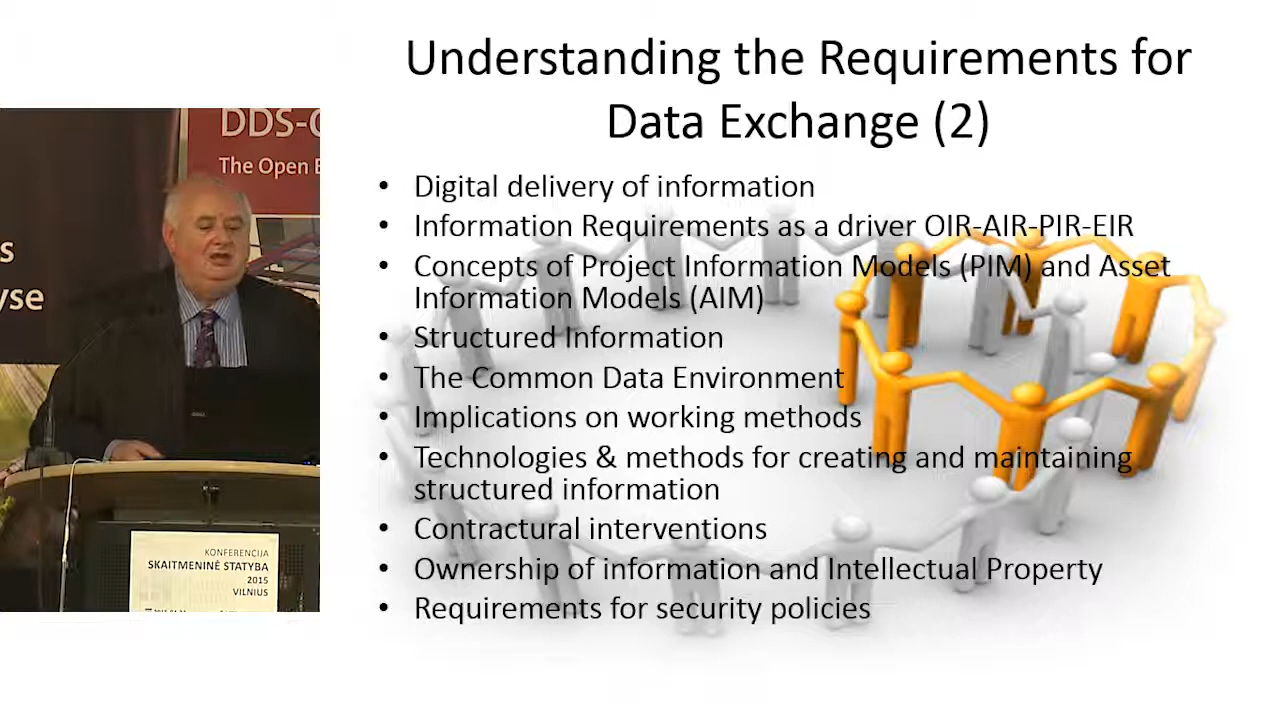 Understanding the Requirements for
Data Exchange (2)
• Digital delivery of information
• Information Requirements as a driver OIR-AIR-PIR-EIR
• Concepts of Project Information Models (PIM) and Asset
Information Models (AIM)
• Structured Information
• The Common Data Environment
• Implications on working methods
• Technologies & methods for creating and maintaining
structured information
• Contractural interventions
• Ownership of information and Intellectual Property
• Requirements for security policies
DDS-C
The Open
s
yse
DELL
KONFERENCIJA
SKAITMENINĖ STATYBA
2015
VILNIUS